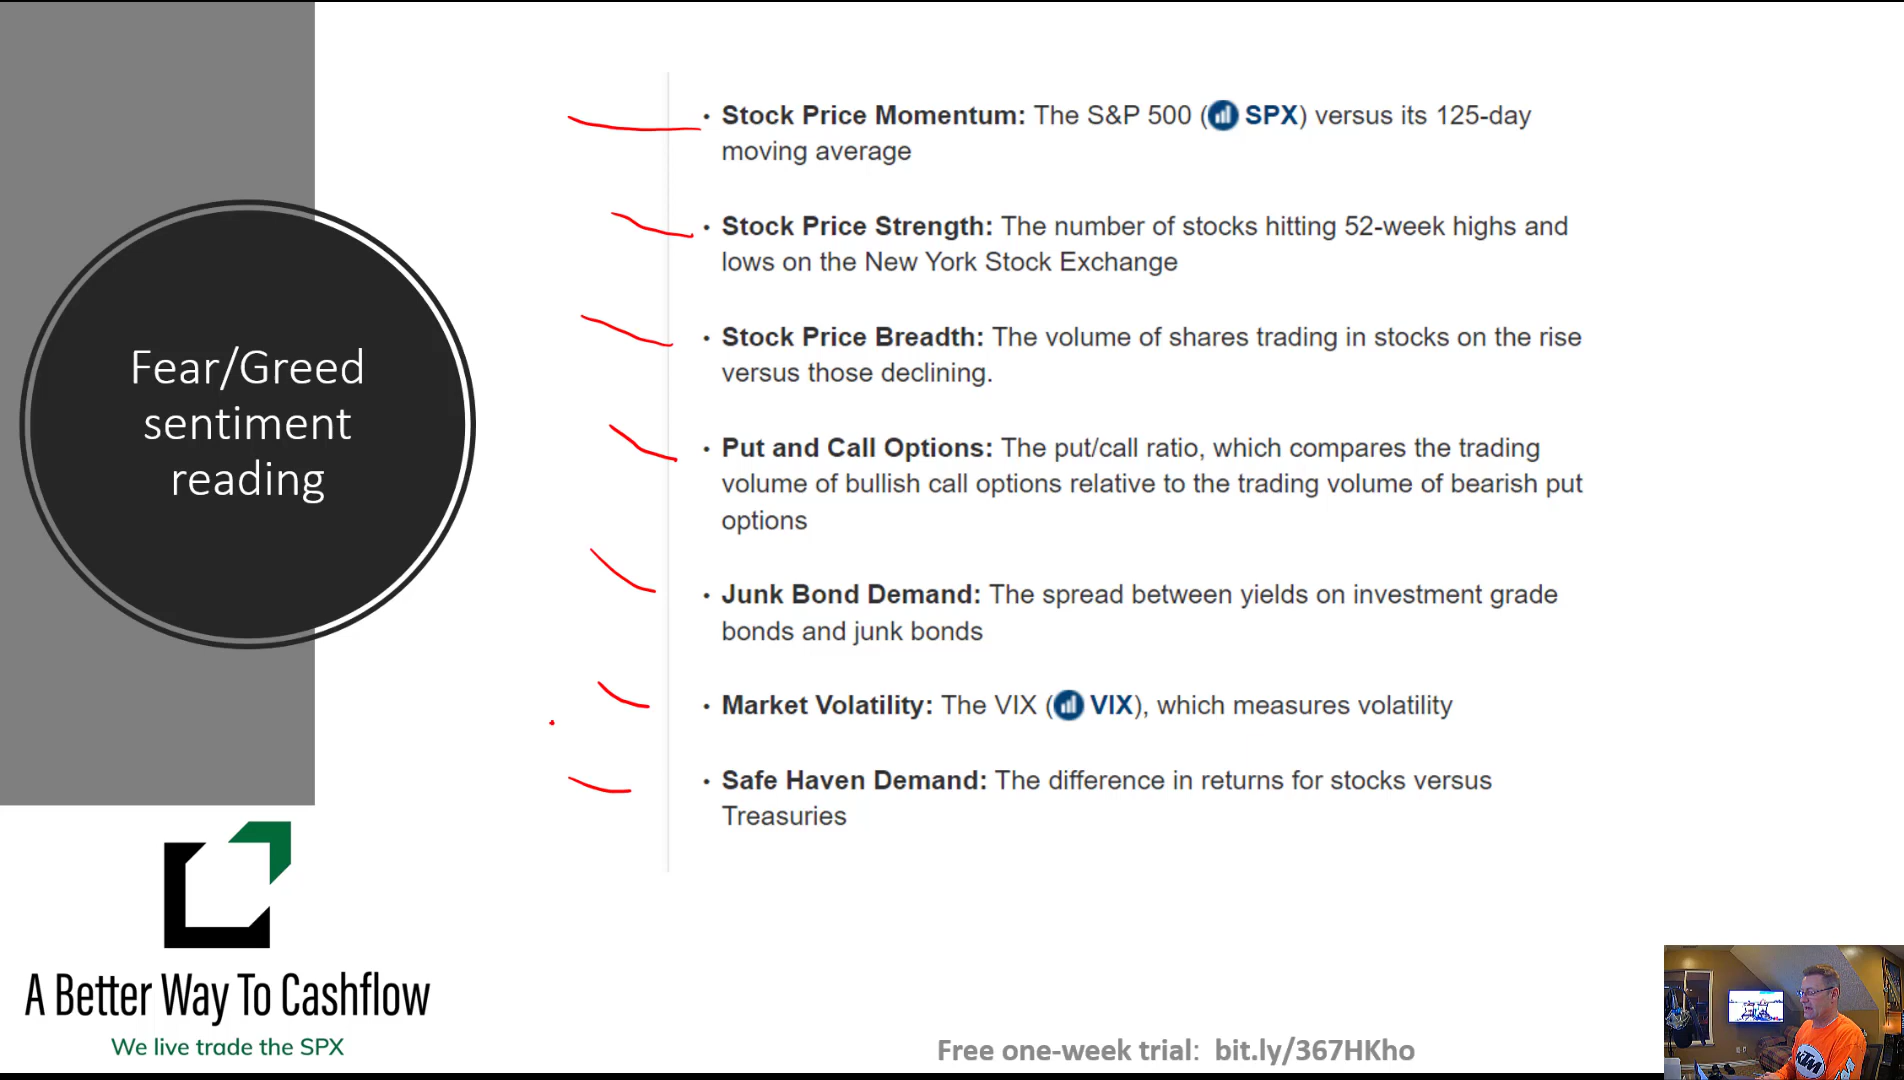 Fear/Greed
sentiment
reading
• Stock Price Momentum: The S&P 500 ( SPX) versus its 125-day
moving average
• Stock Price Strength: The number of stocks hitting 52-week highs and
lows on the New York Stock Exchange
• Stock Price Breadth: The volume of shares trading in stocks on the rise
versus those declining.
• Put and Call Options: The put/call ratio, which compares the trading
volume of bullish call options relative to the trading volume of bearish put
options
• Junk Bond Demand: The spread between yields on investment grade
bonds and junk bonds
• Market Volatility: The VIX ( VIX), which measures volatility
• Safe Haven Demand: The difference in returns for stocks versus
Treasuries
A Better Way To Cashflow
We live trade the SPX
Free one-week trial: bit.ly/367HKho
KTM